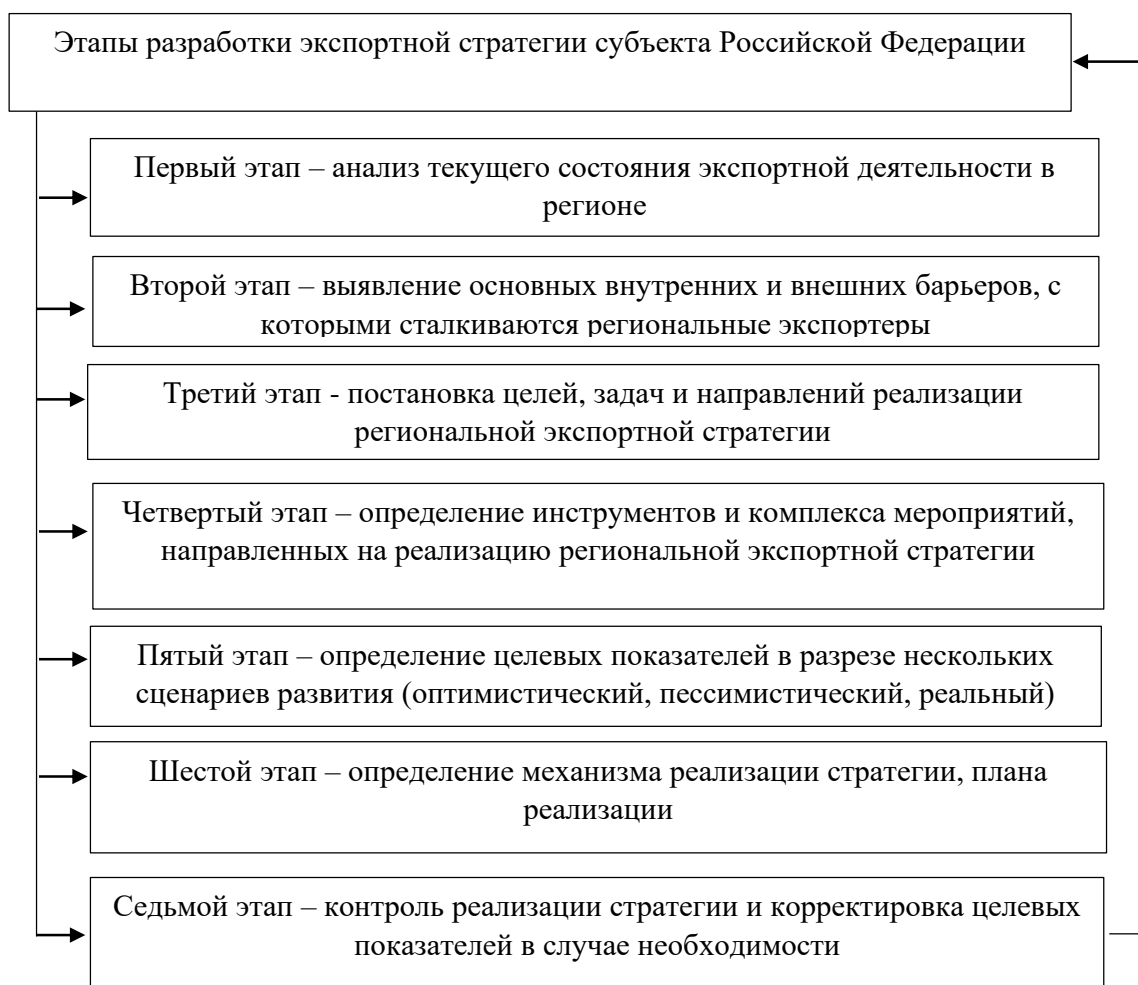 Этапы разработки экспортной стратегии субъекта Российской Федерации
Первый этап – анализ текущего состояния экспортной деятельности в
регионе
Второй этап – выявление основных внутренних и внешних барьеров, с
которыми сталкиваются региональные экспортеры
Третий этап - постановка целей, задач и направлений реализации
региональной экспортной стратегии
Четвертый этап – определение инструментов и комплекса мероприятий,
направленных на реализацию региональной экспортной стратегии
Пятый этап – определение целевых показателей в разрезе нескольких
сценариев развития (оптимистический, пессимистический, реальный)
Шестой этап – определение механизма реализации стратегии, плана
реализации
Седьмой этап – контроль реализации стратегии и корректировка целевых
показателей в случае необходимости